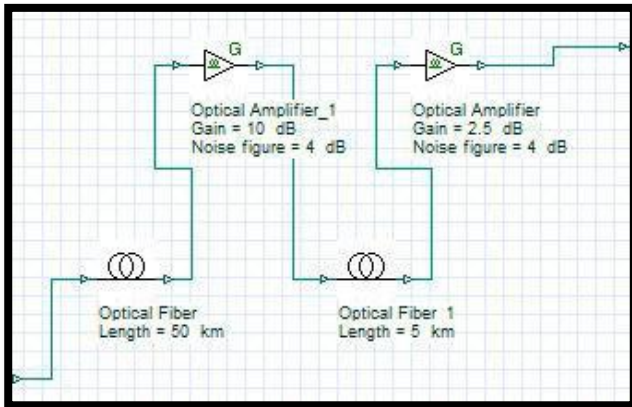 G
Optical Amplifier_1
Gain = 10 dB
Noise figure = 4 dB
G
Optical Amplifier
Gain = 2.5 dB
Noise figure = 4 dB
Optical Fiber
Length = 50 km
Optical Fiber 1
Length = 5 km